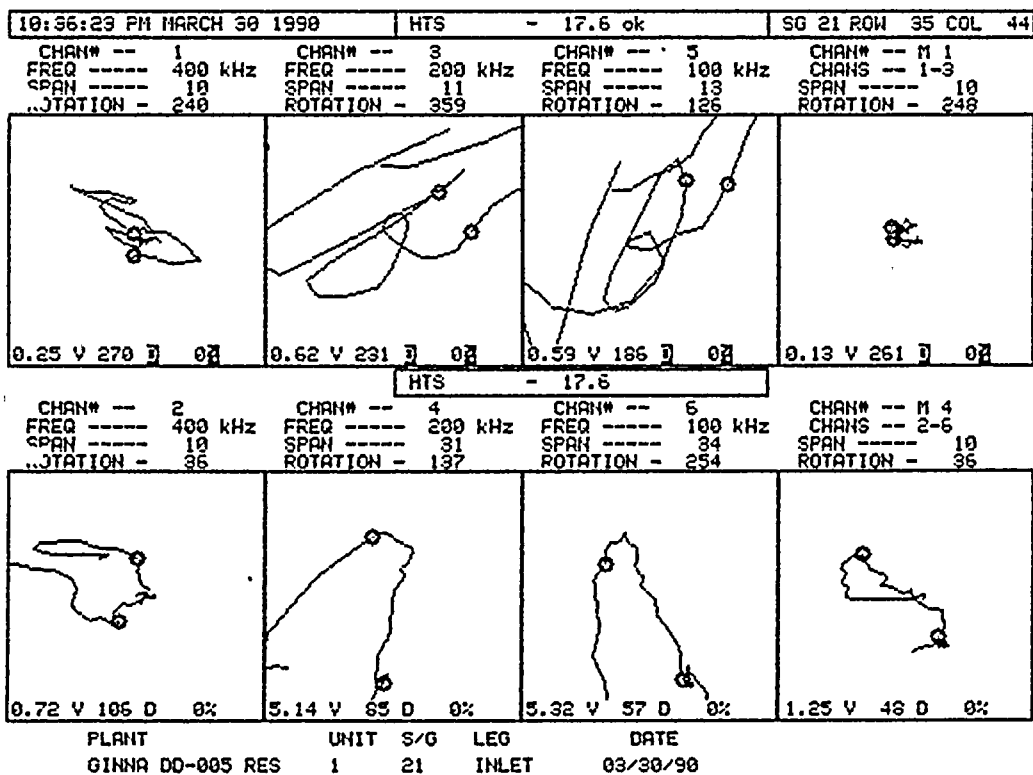 10:36:23 PM MARCH 30 1990 HTS - 17.6 ok SG 21 ROW 35 COL 44
CHAN# -- 1 CHAN# -- 3 CHAN# -- 5 CHAN# -- M 1
FREQ ----- 400 kHz FREQ ----- 200 kHz FREQ ----- 100 kHz CHANS -- 1-3
SPAN ----- 10 SPAN ----- 11 SPAN ----- 13 SPAN ----- 10
..OTATION - 240 ROTATION - 359 ROTATION - 126 ROTATION - 248
0.25 V 270 D 0% 0.62 V 231 D 0% 0.59 V 186 D 0% 0.13 V 261 D 0%
HTS - 17.6
CHAN# -- 2 CHAN# -- 4 CHAN# -- 6 CHAN# -- M 4
FREQ ----- 400 kHz FREQ ----- 200 kHz FREQ ----- 100 kHz CHANS -- 2-6
SPAN ----- 10 SPAN ----- 31 SPAN ----- 34 SPAN ----- 10
..OTATION - 36 ROTATION - 137 ROTATION - 254 ROTATION - 36
0.72 V 106 D 0% 5.14 V 85 D 0% 5.32 V 57 D 0% 1.25 V 48 D 0%
PLANT UNIT S/G LEG DATE
GINNA DD-005 RES 1 21 INLET 03/30/90